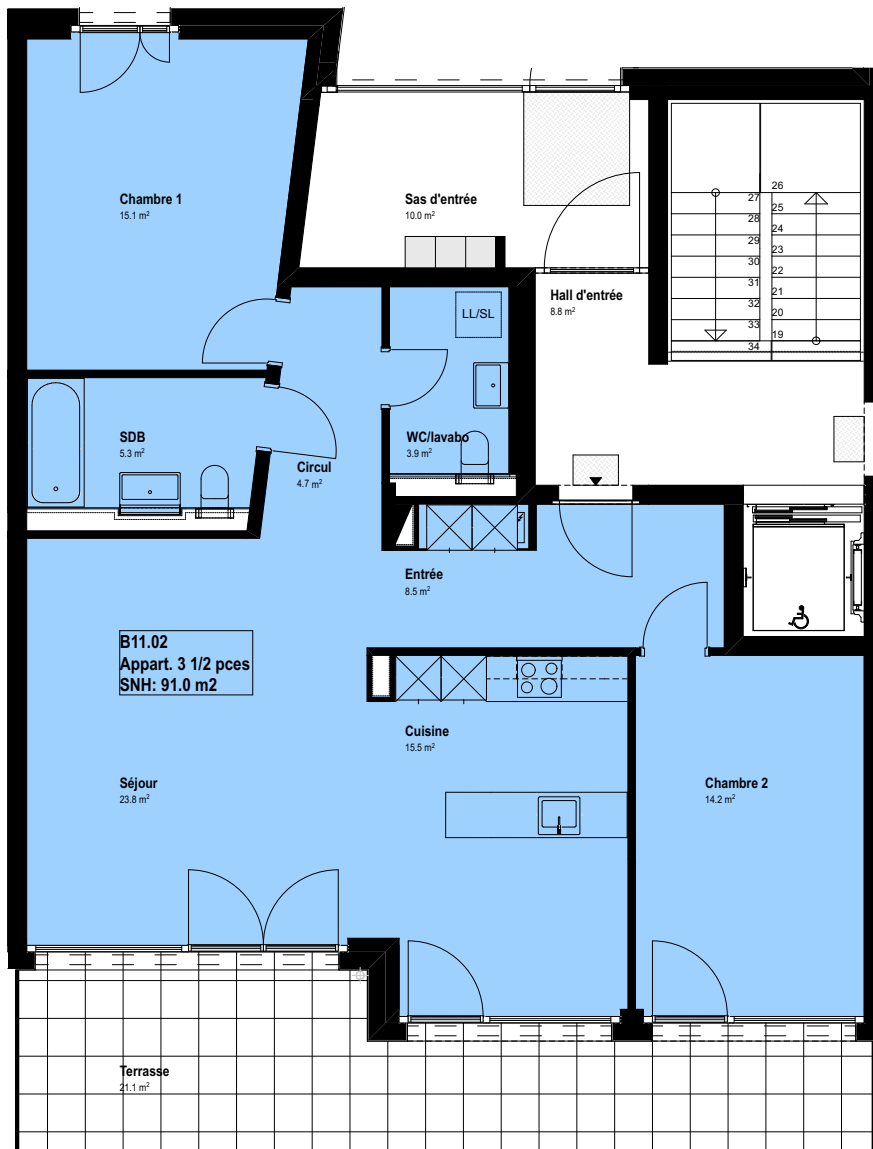 Chambre 1
15.1 m²
Sas d'entrée
10.0 m²
Hall d'entrée
8.8 m²
26
27
25
28
24
29
23
30
22
31
21
32
20
33
19
34
LL/SL
SDB
5.3 m²
WC/lavabo
3.9 m²
Circul
4.7 m²
Entrée
8.5 m²
B11.02
Appart. 3 1/2 pces
SNH: 91.0 m2
Cuisine
15.5 m²
Séjour
23.8 m²
Chambre 2
14.2 m²
Terrasse
21.1 m²